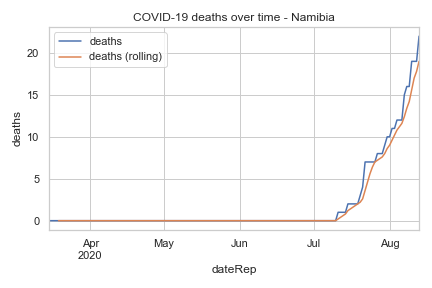 COVID-19 deaths over time - Namibia
deaths
deaths (rolling)
20
15
10
5
0
deaths
Apr May Jun Jul Aug
2020
dateRep